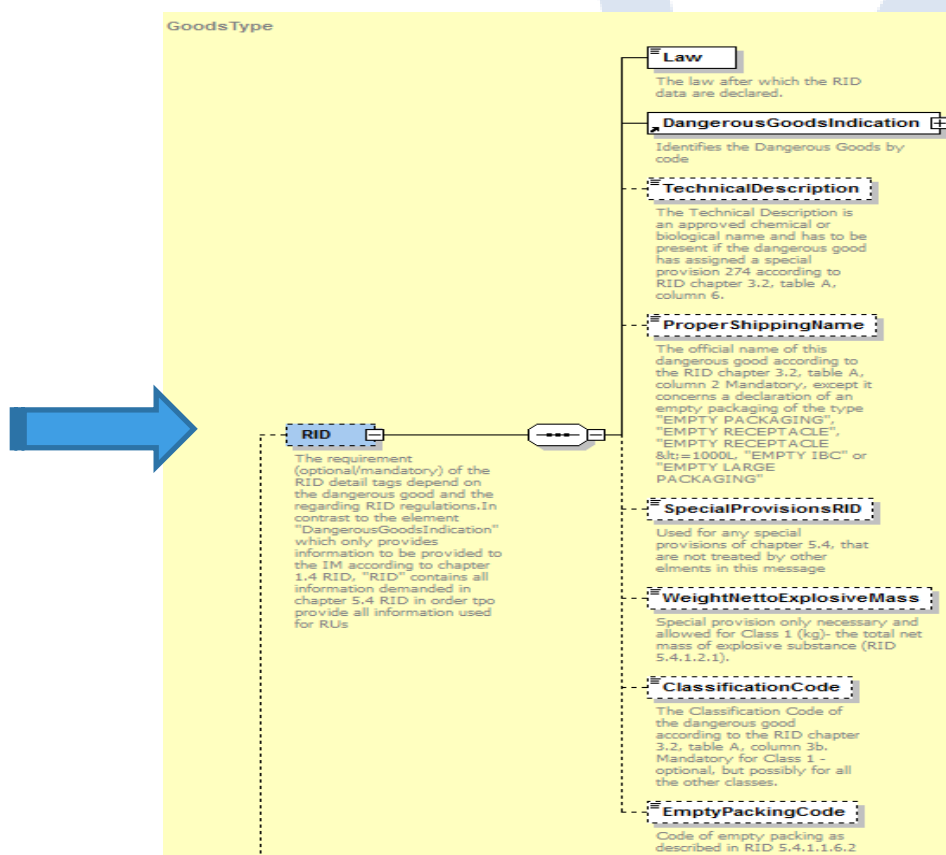 GoodsType
Law
The law after which the RID
data are declared.
DangerousGoodsIndication
Identifies the Dangerous Goods by
code
TechnicalDescription
The Technical Description is
an approved chemical or
biological name and has to be
present if the dangerous good
has assigned a special
provision 274 according to
RID chapter 3.2, table A,
column 6.
ProperShippingName
The official name of this
dangerous good according to
the RID chapter 3.2, table A,
column 2 Mandatory, except it
concerns a declaration of an
empty packaging of the type
"EMPTY PACKAGING",
"EMPTY RECEPTACLE",
"EMPTY RECEPTACLE
&lt;=1000L, "EMPTY IBC" or
"EMPTY LARGE
PACKAGING"
RID
The requirement
(optional/mandatory) of the
RID detail tags depend on
the dangerous good and the
regarding RID regulations.In
contrast to the element
"DangerousGoodsIndication"
which only provides
information to be provided to
the IM according to chapter
1.4 RID, "RID" contains all
information demanded in
chapter 5.4 RID in order tpo
provide all information used
for RUs
SpecialProvisionsRID
Used for any special
provisions of chapter 5.4, that
are not treated by other
elments in this message
WeightNettoExplosiveMass
Special provision only necessary and
allowed for Class 1 (kg)- the total net
mass of explosive substance (RID
5.4.1.2.1).
ClassificationCode
The Classification Code of
the dangerous good
according to the RID chapter
3.2, table A, column 3b.
Mandatory for Class 1 -
optional, but possibly for all
the other classes.
EmptyPackingCode
Code of empty packing as
described in RID 5.4.1.1.6.2